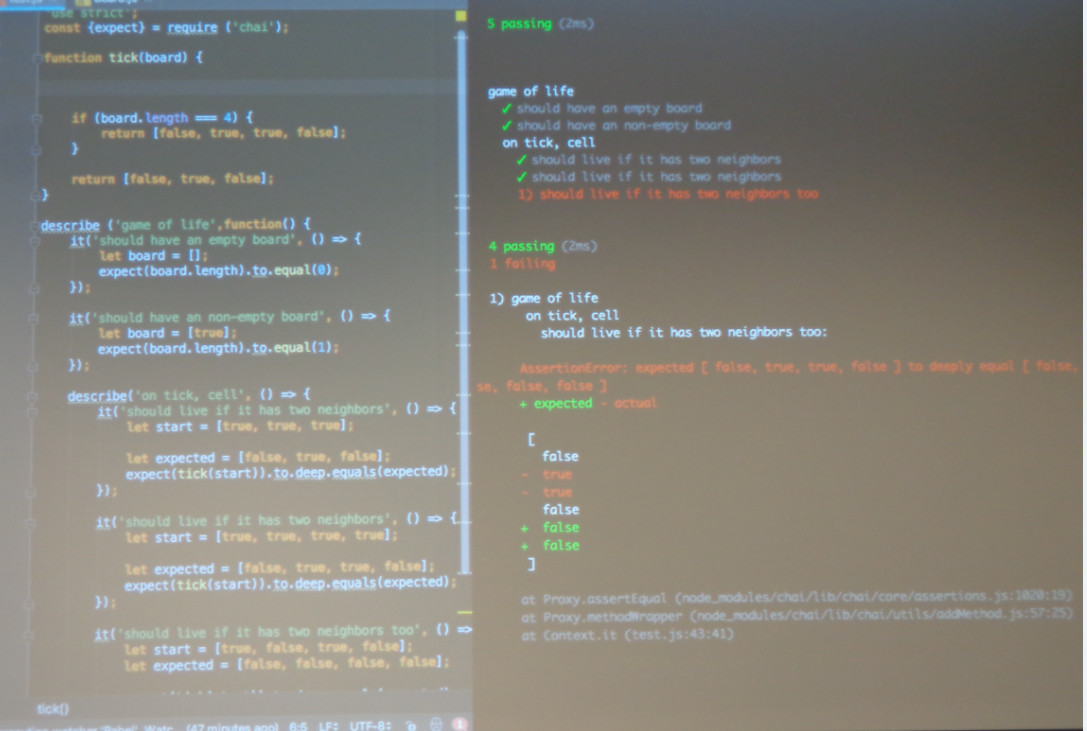 'use strict';
const {expect} = require ('chai');
function tick(board) {
if (board.length === 4) {
return [false, true, true, false];
}
return [false, true, false];
}
describe ('game of life',function() {
it('should have an empty board', () => {
let board = [];
expect(board.length).to.equal(0);
});
it('should have an non-empty board', () => {
let board = [true];
expect(board.length).to.equal(1);
});
describe('on tick, cell', () => {
it('should live if it has two neighbors', () => {
let start = [true, true, true];
let expected = [false, true, false];
expect(tick(start)).to.deep.equals(expected);
});
it('should live if it has two neighbors', () => {
let start = [true, true, true, true];
let expected = [false, true, true, false];
expect(tick(start)).to.deep.equals(expected);
});
it('should live if it has two neighbors too', () =>
let start = [true, false, true, false];
let expected = [false, false, false, false];
tick()
(47 minutes ago) 6:5 LF÷ UTF-8÷
5 passing (2ms)
game of life
✓ should have an empty board
✓ should have an non-empty board
on tick, cell
✓ should live if it has two neighbors
✓ should live if it has two neighbors
1) should live if it has two neighbors too
4 passing (2ms)
1 failing
1) game of life
on tick, cell
should live if it has two neighbors too:
AssertionError: expected [ false, true, true, false ] to deeply equal [ false,
se, false, false ]
+ expected - actual
[
false
- true
- true
false
+ false
+ false
]
at Proxy.assertEqual (node_modules/chai/lib/chai/core/assertions.js:1020:19)
at Proxy.methodWrapper (node_modules/chai/lib/chai/utils/addMethod.js:57:25)
at Context.it (test.js:43:41)